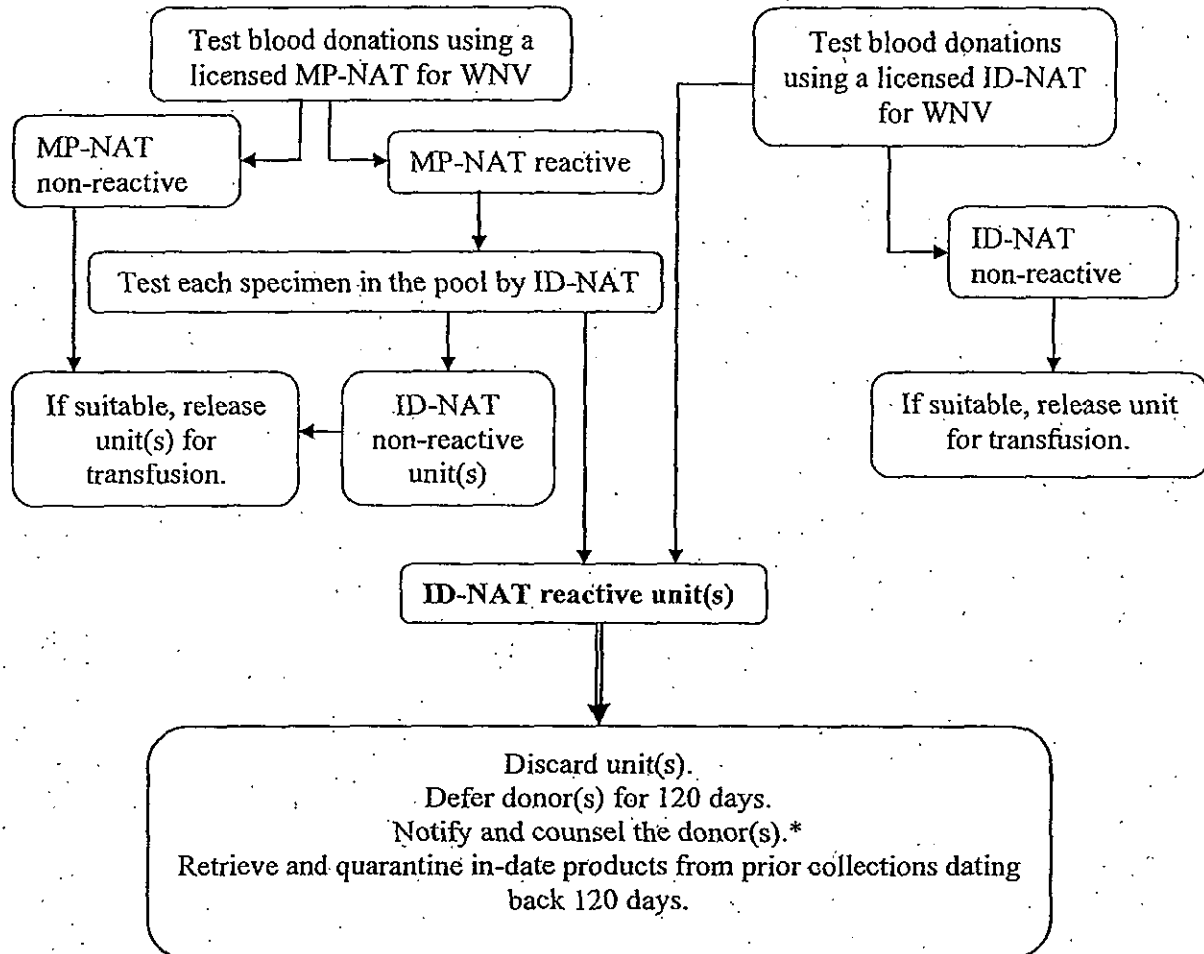 Test blood donations using a
licensed MP-NAT for WNV
Test blood donations
using a licensed ID-NAT
for WNV
MP-NAT
non-reactive
MP-NAT reactive
ID-NAT
non-reactive
Test each specimen in the pool by ID-NAT
If suitable, release
unit(s) for
transfusion.
ID-NAT
non-reactive
unit(s)
If suitable, release unit
for transfusion.
ID-NAT reactive unit(s)
Discard unit(s).
Defer donor(s) for 120 days.
Notify and counsel the donor(s).*
Retrieve and quarantine in-date products from prior collections dating
back 120 days.